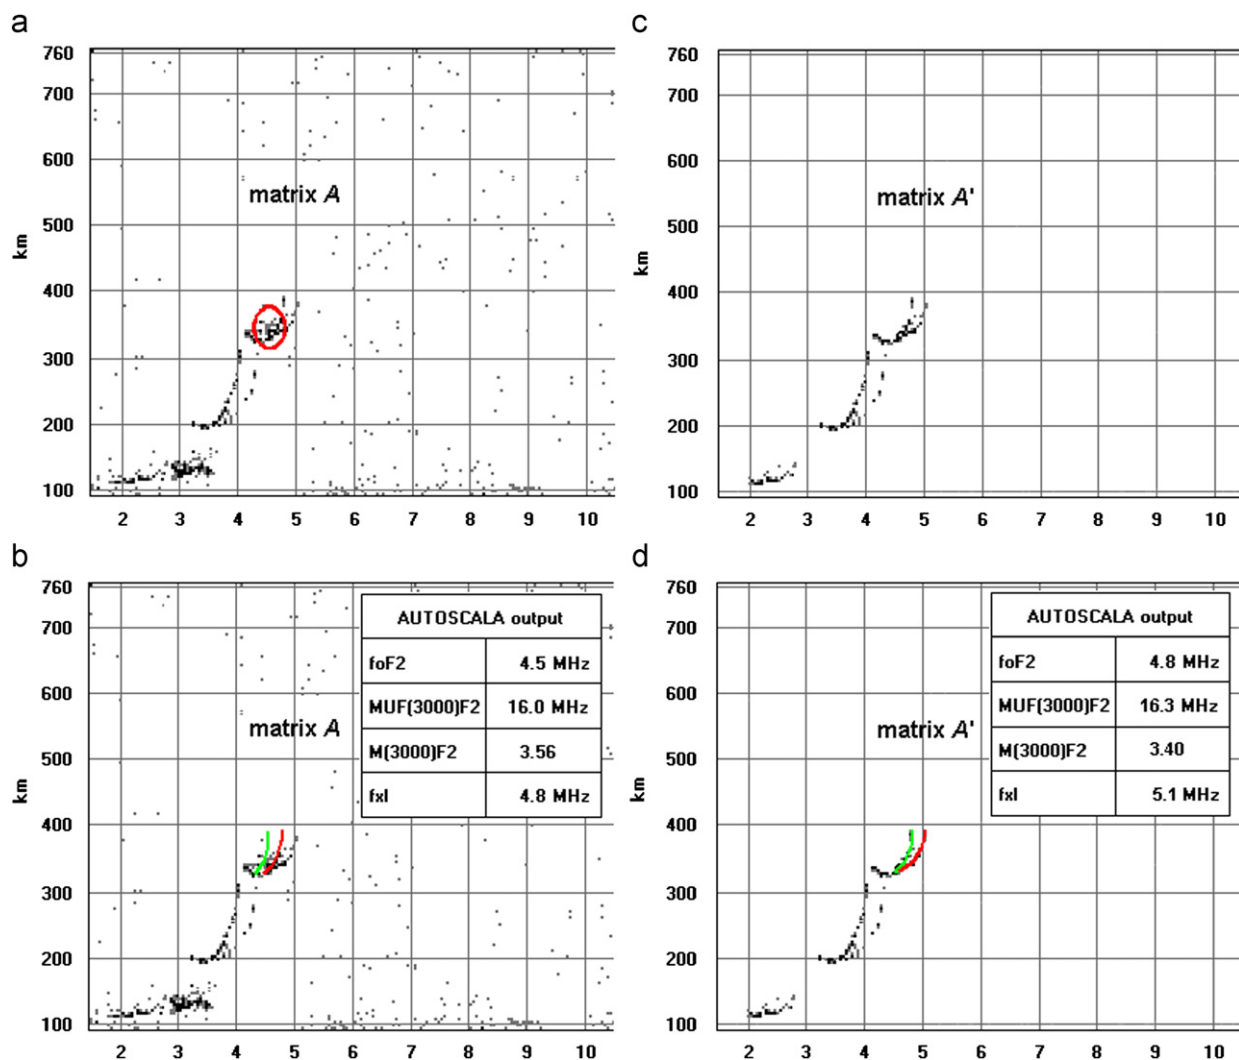 a
760
700
600
matrix A
500
km
400
300
200
100
2 3 4 5 6 7 8 9 10
c
760
700
600
matrix A'
500
km
400
300
200
100
2 3 4 5 6 7 8 9 10
b
760
AUTOSCALA output
700
foF2 4.5 MHz
600
MUF(3000)F2 16.0 MHz
matrix A
M(3000)F2 3.56
500
km
fxI 4.8 MHz
400
300
200
100
2 3 4 5 6 7 8 9 10
d
760
AUTOSCALA output
700
foF2 4.8 MHz
600
MUF(3000)F2 16.3 MHz
matrix A'
M(3000)F2 3.40
500
km
fxI 5.1 MHz
400
300
200
100
2 3 4 5 6 7 8 9 10